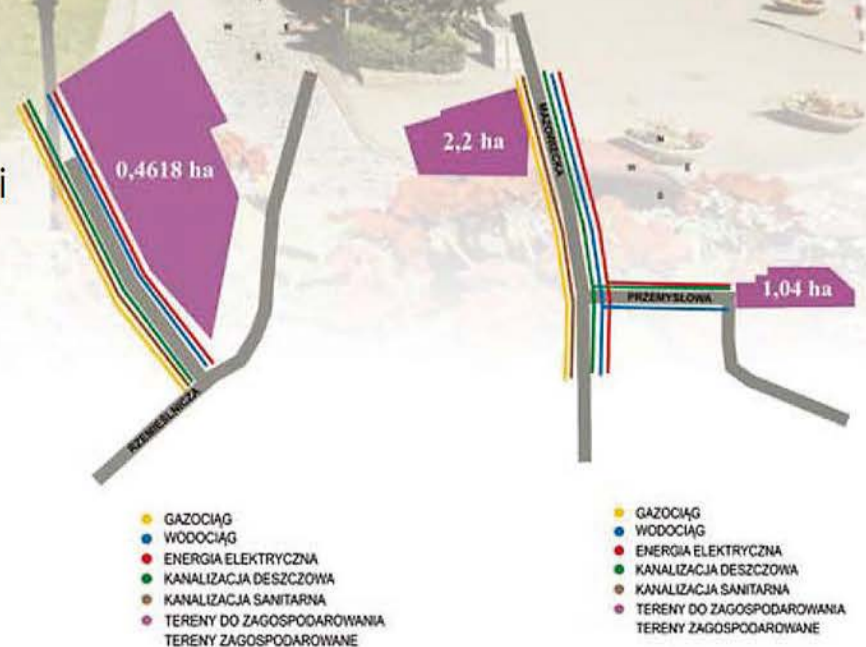 W E
S
i
0,4618 ha
RZEMIEŚLNICZA
GAZOCIĄG
WODOCIĄG
ENERGIA ELEKTRYCZNA
KANALIZACJA DESZCZOWA
KANALIZACJA SANITARNA
TERENY DO ZAGOSPODAROWANIA
TERENY ZAGOSPODAROWANE
MAZOWIECKA
2,2 ha
N
W E
S
PRZEMYSŁOWA
1,04 ha
GAZOCIĄG
WODOCIĄG
ENERGIA ELEKTRYCZNA
KANALIZACJA DESZCZOWA
KANALIZACJA SANITARNA
TERENY DO ZAGOSPODAROWANIA
TERENY ZAGOSPODAROWANE